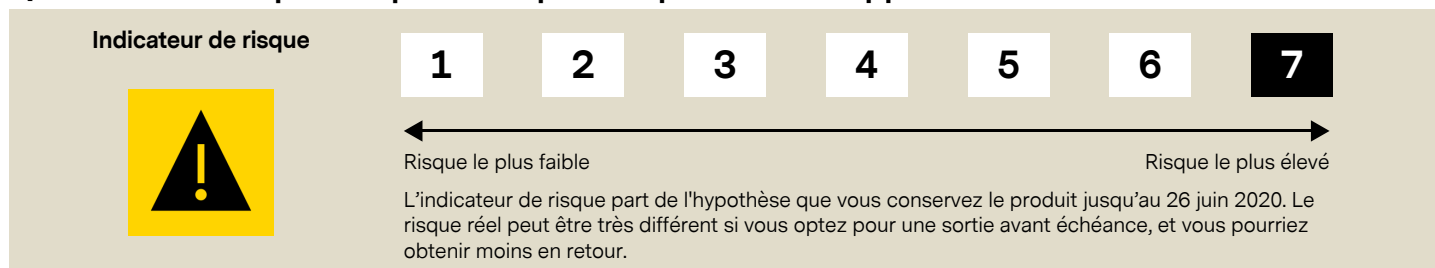 Indicateur de risque
1 2 3 4 5 6 7
Risque le plus faible
Risque le plus élevé
L'indicateur de risque part de l'hypothèse que vous conservez le produit jusqu'au 26 juin 2020. Le
risque réel peut être très différent si vous optez pour une sortie avant échéance, et vous pourriez
obtenir moins en retour.